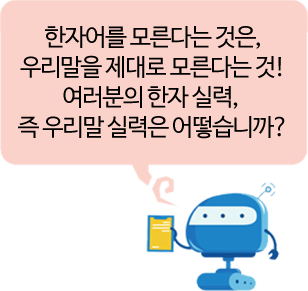 한자어를 모른다는 것은,
우리말을 제대로 모른다는 것!
여러분의 한자 실력,
즉 우리말 실력은 어떻습니까?